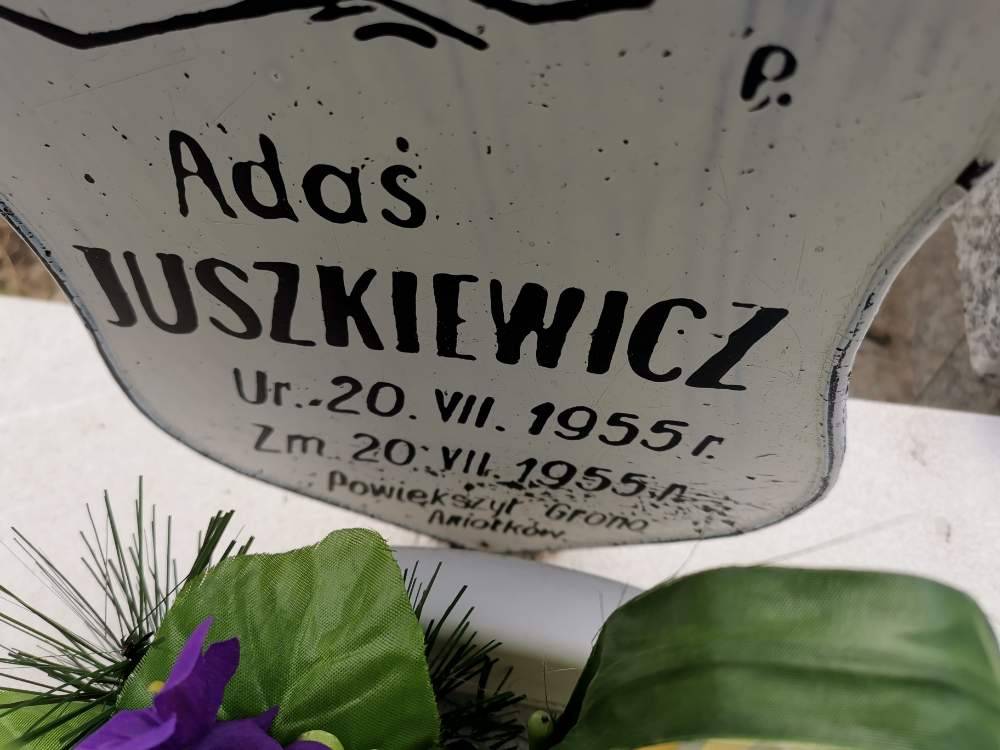 P.
Adaś
JUSZKIEWICZ
Ur. 20. VII. 1955 r.
Zm. 20. VII. 1955 r.
Powiększył Grono
Aniołków